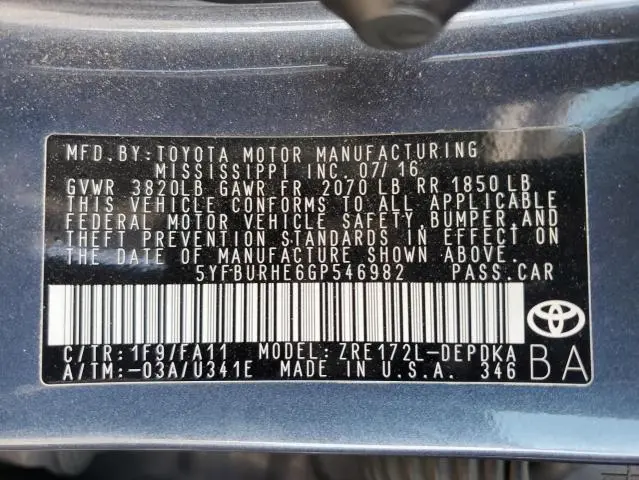 MFD.BY:TOYOTA MOTOR MANUFACTURING
MISSISSIPPI INC. 07/16
GVWR 3820LB GAWR FR 2070LB RR 1850LB
THIS VEHICLE CONFORMS TO ALL APPLICABLE
FEDERAL MOTOR VEHICLE SAFETY, BUMPER, AND
THEFT PREVENTION STANDARDS IN EFFECT ON
THE DATE OF MANUFACTURE SHOWN ABOVE.
5YFBURHE6GP546982 PASS.CAR
C/TR:1F9/FA11 MODEL:ZRE172L-DEPDKA
A/TM:-03A/U341E MADE IN U.S.A. 346
BA